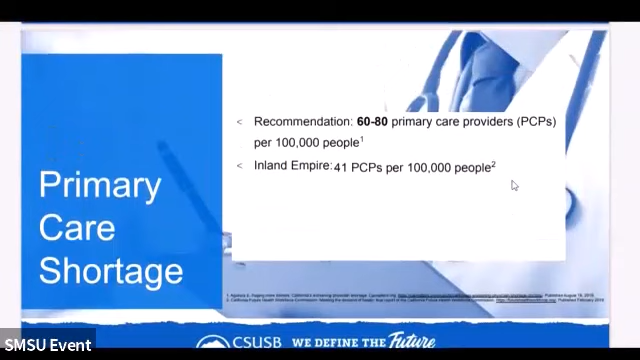 Primary
Care
Shortage
< Recommendation: 60-80 primary care providers (PCPs)
per 100,000 people1
< Inland Empire: 41 PCPs per 100,000 people2
CSUSB WE DEFINE THE Future
SMSU Event